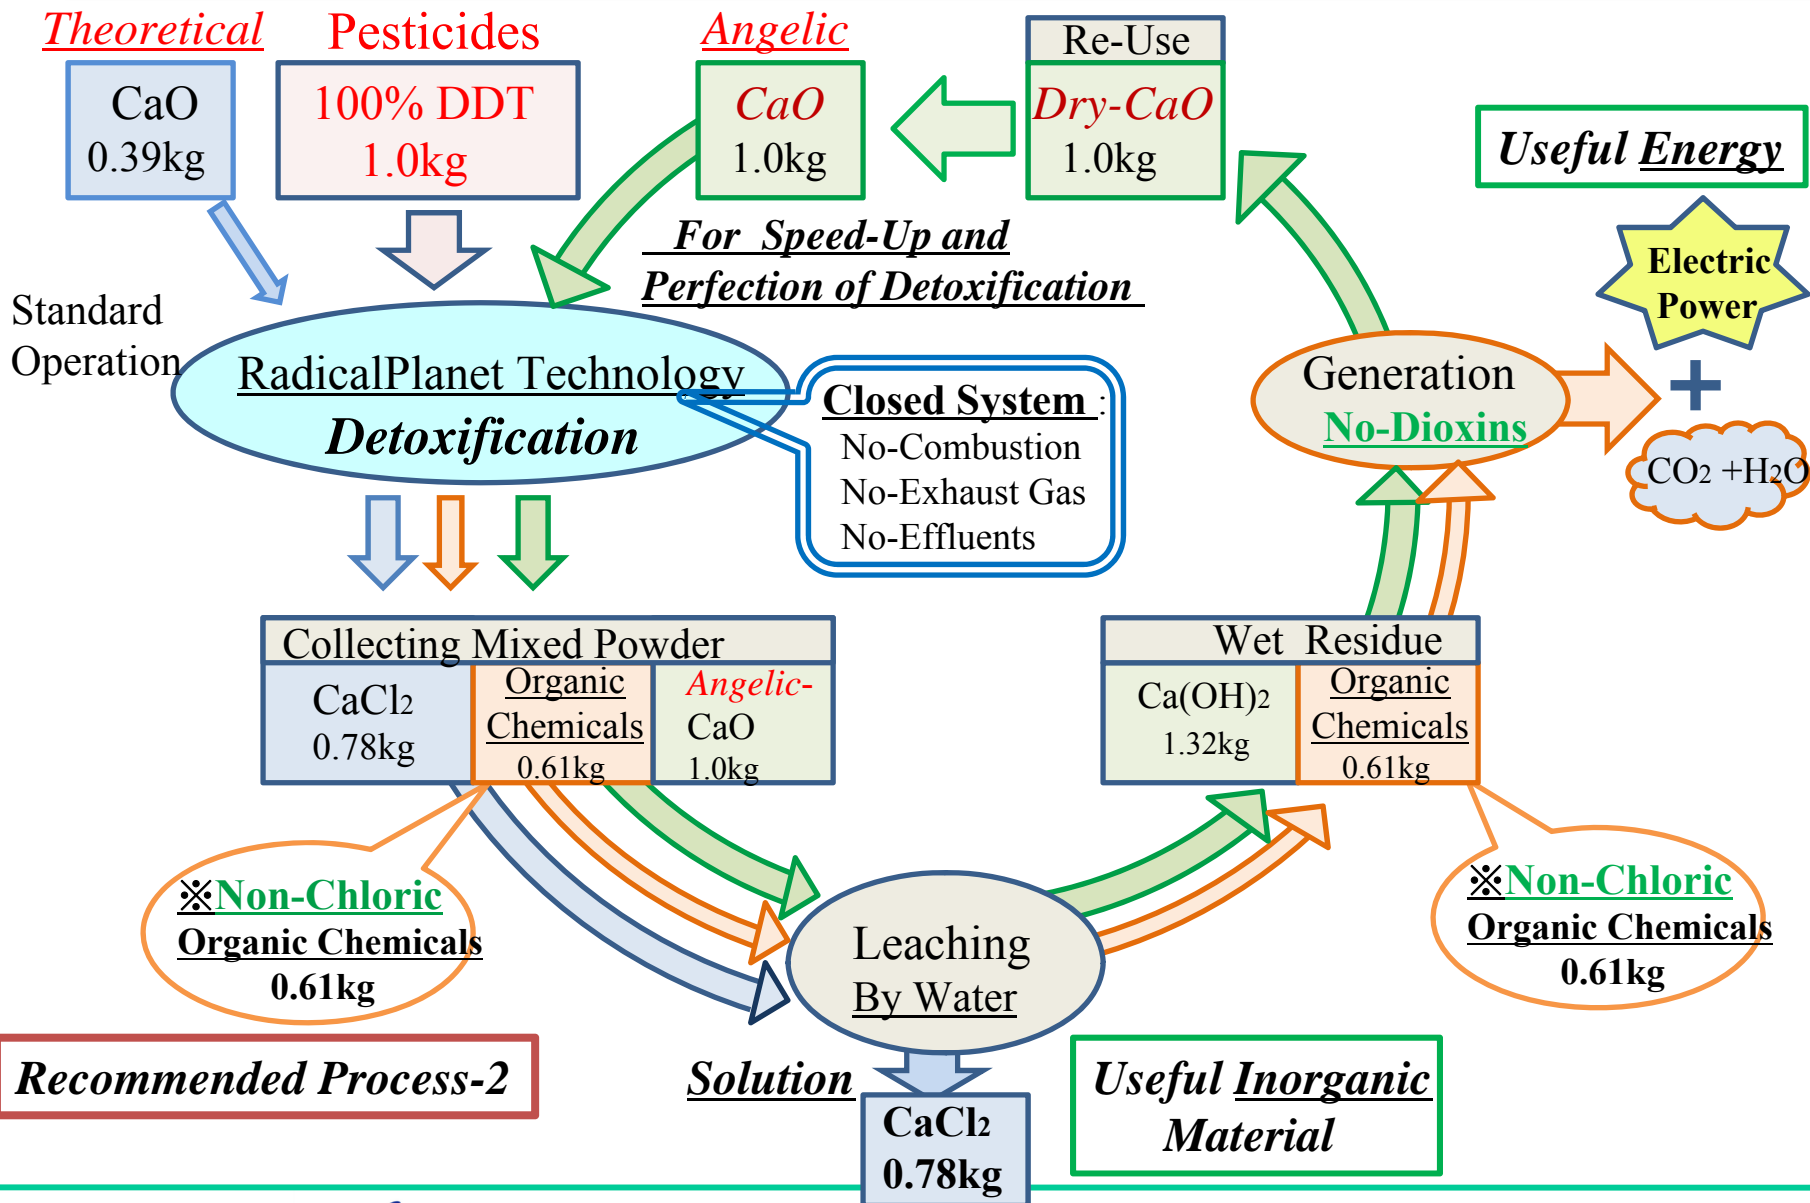 Theoretical
CaO
0.39kg
Pesticides
100% DDT
1.0kg
Angelic
CaO
1.0kg
Re-Use
Dry-CaO
1.0kg
Useful Energy
Electric
Power
+
CO2 +H2O
For Speed-Up and
Perfection of Detoxification
Standard
Operation
RadicalPlanet Technology
Detoxification
Closed System :
No-Combustion
No-Exhaust Gas
No-Effluents
Generation
No-Dioxins
Collecting Mixed Powder
CaCl2
0.78kg
Organic
Chemicals
0.61kg
Angelic-
CaO
1.0kg
Wet Residue
Ca(OH)2
1.32kg
Organic
Chemicals
0.61kg
※Non-Chloric
Organic Chemicals
0.61kg
※Non-Chloric
Organic Chemicals
0.61kg
Leaching
By Water
Recommended Process-2
Solution
CaCl2
0.78kg
Useful Inorganic
Material